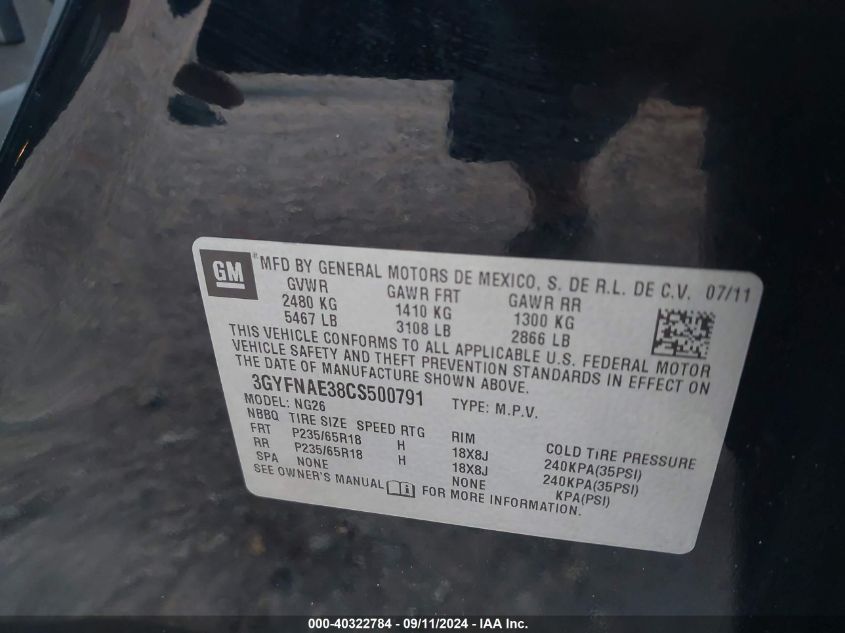 GM ® MFD BY GENERAL MOTORS DE MEXICO, S. DE R.L. DE C.V. 07/11
GVWR GAWR FRT GAWR RR
2480 KG 1410 KG 1300 KG
5467 LB 3108 LB 2866 LB
THIS VEHICLE CONFORMS TO ALL APPLICABLE U.S. FEDERAL MOTOR
VEHICLE SAFETY AND THEFT PREVENTION STANDARDS IN EFFECT ON
THE DATE OF MANUFACTURE SHOWN ABOVE.
3GYFNAE38CS500791 TYPE: M.P.V.
MODEL: NG26
NBBQ TIRE SIZE SPEED RTG RIM COLD TIRE PRESSURE
FRT P235/65R18 H 18X8J 240KPA(35PSI)
RR P235/65R18 H 18X8J 240KPA(35PSI)
SPA NONE NONE KPA(PSI)
SEE OWNER'S MANUAL FOR MORE INFORMATION.
000-40322784 - 09/11/2024 - IAA Inc.